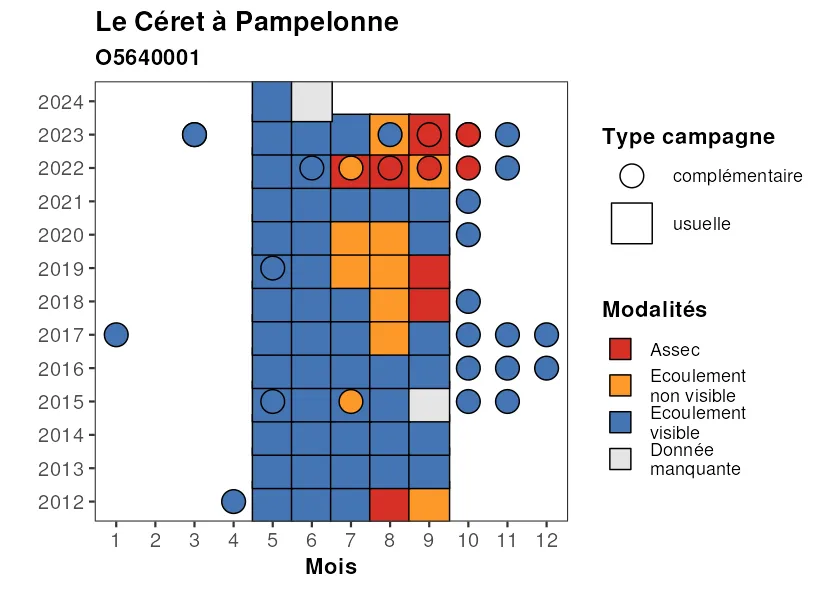 Le Céret à Pampelonne
O5640001
2024
2023
2022
2021
2020
2019
2018
2017
2016
2015
2014
2013
2012
1 2 3 4 5 6 7 8 9 10 11 12
Mois
Type campagne
complémentaire
usuelle
Modalités
Assec
Ecoulement
non visible
Ecoulement
visible
Donnée
manquante